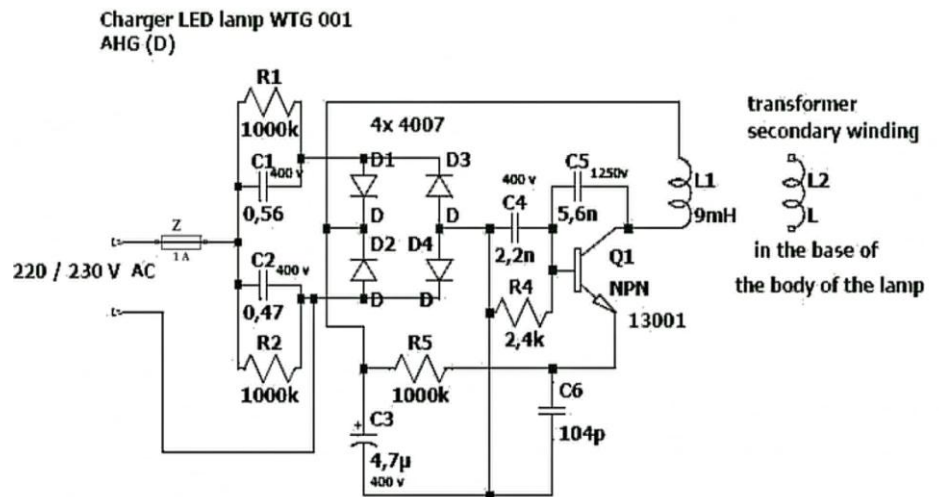 Charger LED lamp WTG 001
AHG (D)
R1
1000k
C1
400 v
0,56
4x 4007
D1
D3
D
D
D2
D4
D
D
Z
1 A
220 / 230 V AC
C2
400 v
0,47
R2
1000k
400 v
C4
2,2n
C5
1250v
5,6n
R4
2,4k
Q1
NPN
13001
L1
9mH
transformer
secondary winding
L2
L
in the base of
the body of the lamp
R5
1000k
+
C3
4,7µ
400 v
C6
104p